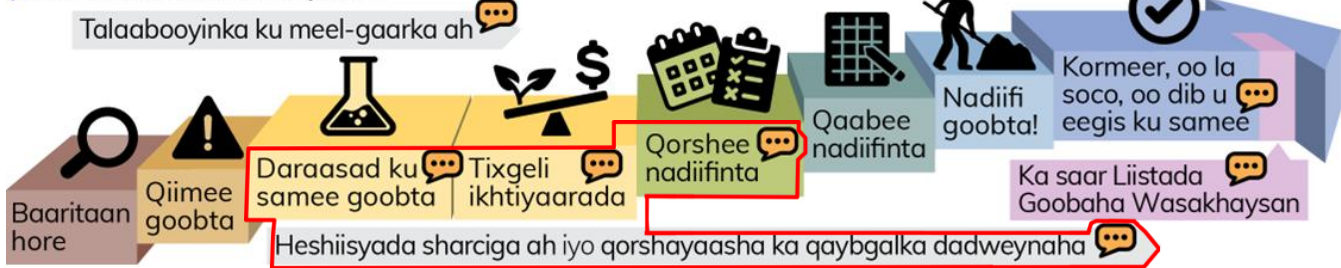 Talaabooyinka ku meel-gaarka ah
$
Baaritaan
hore
Qiimee
goobta
Daraasad ku
samee goobta
Tixgeli
ikhtiyaarada
Qorshee
nadiifinta
Qaabee
nadiifinta
Nadiifi
goobta!
Kormeer, oo la
soco, oo dib u
eegis ku samee
Ka saar Liistada
Goobaha Wasakhaysan
Heshiisyada sharciga ah iyo qorshayaasha ka qaybgalka dadweynaha